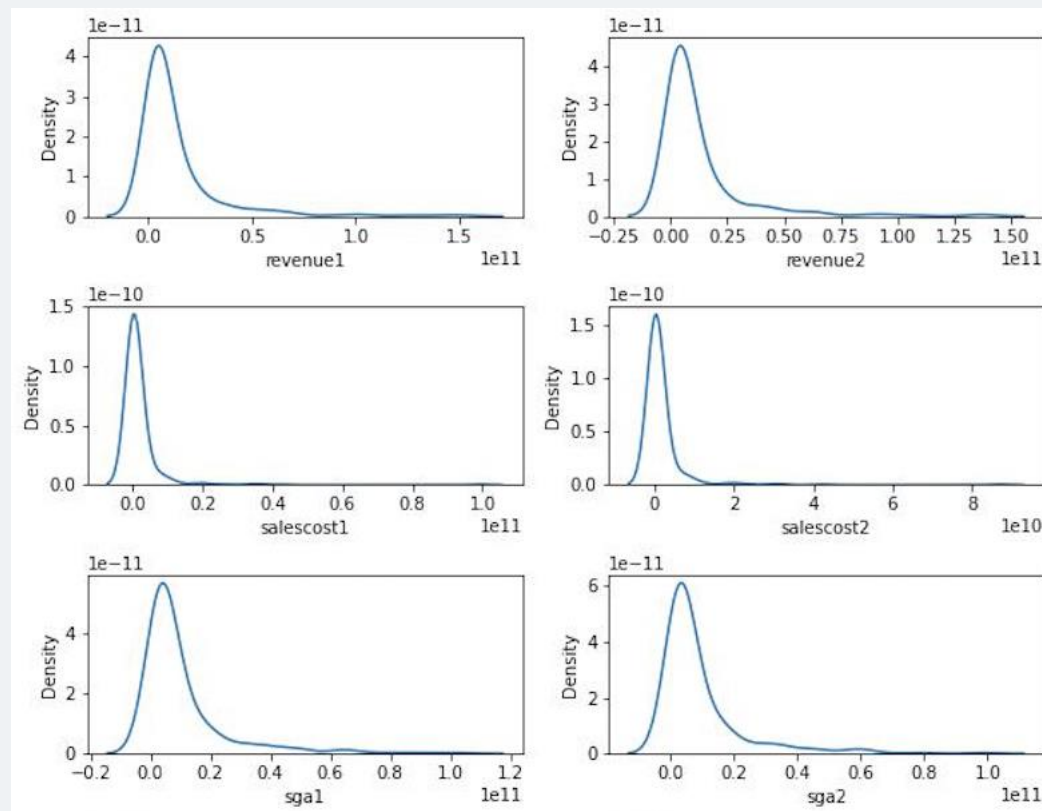 1e−11
4
3
2
1
0
Density
0.0 0.5 1.0 1.5
revenue1
1e11
1e−11
4
3
2
1
0
Density
−0.25 0.00 0.25 0.50 0.75 1.00 1.25 1.50
revenue2
1e11
1e−10
1.5
1.0
0.5
0.0
Density
0.0 0.2 0.4 0.6 0.8 1.0
salescost1
1e11
1e−10
1.5
1.0
0.5
0.0
Density
0 2 4 6 8
salescost2
1e10
1e−11
4
2
0
Density
−0.2 0.0 0.2 0.4 0.6 0.8 1.0 1.2
sga1
1e11
1e−11
6
4
2
0
Density
0.0 0.2 0.4 0.6 0.8 1.0
sga2
1e11